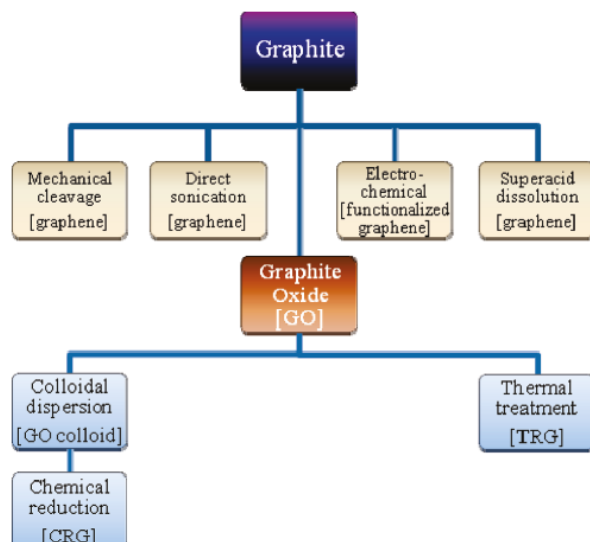 Graphite
Mechanical
cleavage
[graphene]
Direct
sonication
[graphene]
Electro-
chemical
[functionalized
graphene]
Superacid
dissolution
[graphene]
Graphite
Oxide
[GO]
Colloidal
dispersion
[GO colloid]
Thermal
treatment
[TRG]
Chemical
reduction
[CRG]